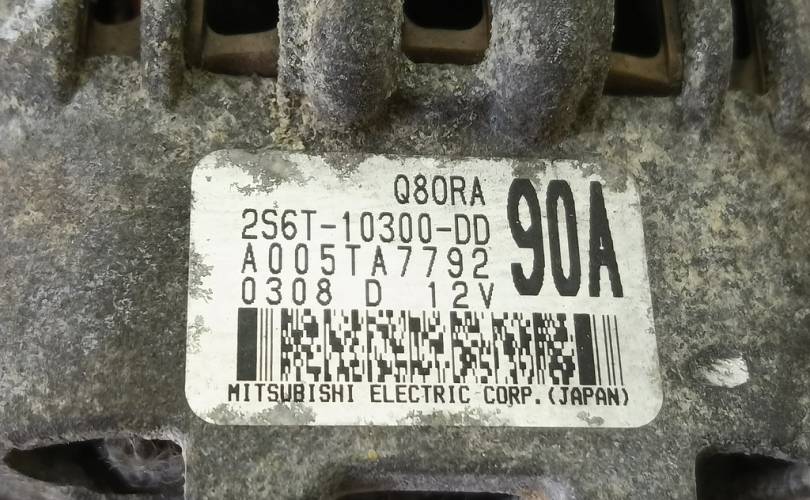 Q80RA
2S6T-10300-DD 90A
A005TA7792
0308 D 12V
MITSUBISHI ELECTRIC CORP.(JAPAN)